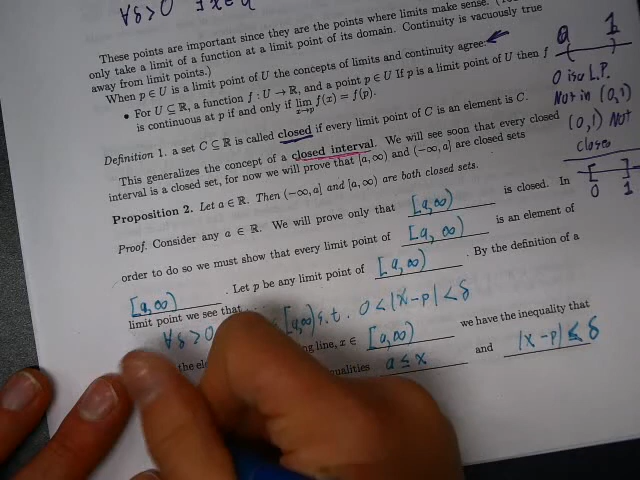 ∀δ>0 ∃x∈
These points are important since they are the points where limits make sense.
only take a limit of a function at a limit point of its domain. Continuity is vacuously true
away from limit points.)
When p ∈ U is a limit point of U the concepts of limits and continuity agree:
• For U ⊆ ℝ, a function f : U → ℝ, and a point p ∈ U If p is a limit point of U then f
is continuous at p if and only if lim x→p f(x) = f(p).
Definition 1. a set C ⊆ ℝ is called closed if every limit point of C is an element is C.
This generalizes the concept of a closed interval. We will see soon that every closed
interval is a closed set, for now we will prove that [a, ∞) and (−∞, a] are closed sets
Proposition 2. Let a ∈ ℝ. Then (−∞, a] and [a, ∞) are both closed sets.
Proof. Consider any a ∈ ℝ. We will prove only that [a,∞) is closed. In
order to do so we must show that every limit point of [a, ∞) is an element of
[a,∞) . Let p be any limit point of [a, ∞) . By the definition of a
limit point we see that
∀δ>0 [a,∞) s.t. 0<|x-p|<δ
the line, x ∈ [a,∞) we have the inequality that
a ≤ x and |x-p| ≤ δ
0 1
0 is a L.P.
Not in (0,1)
(0,1) Not
closed
[ ]
0 1